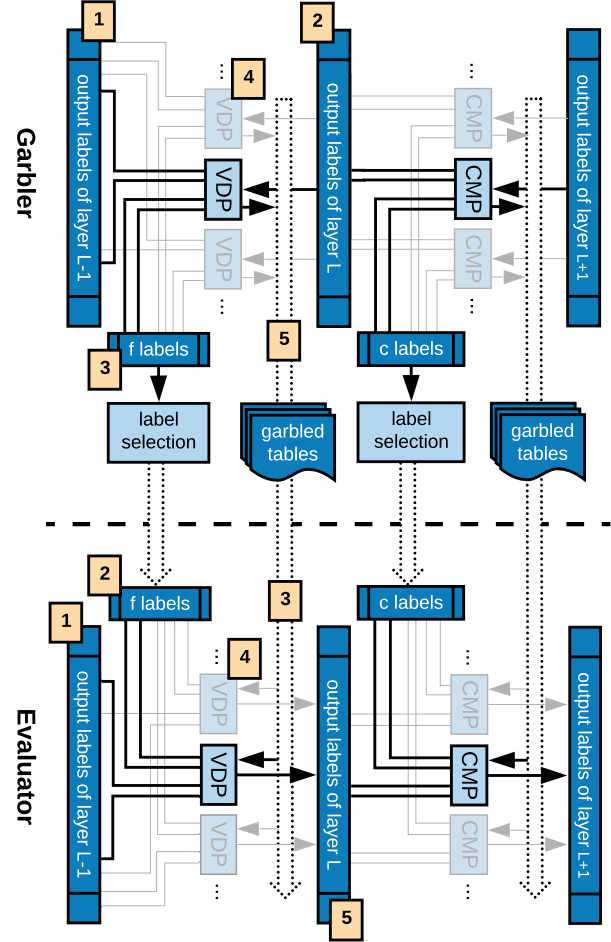 1
2
4
output labels of layer L-1
VDP
output labels of layer L
CMP
output labels of layer L+1
Garbler
VDP
CMP
VDP
CMP
5
f labels
c labels
3
label
selection
garbled
tables
label
selection
garbled
tables
2
f labels
3
c labels
1
4
output labels of layer L-1
VDP
output labels of layer L
CMP
output labels of layer L+1
Evaluator
VDP
CMP
VDP
CMP
5